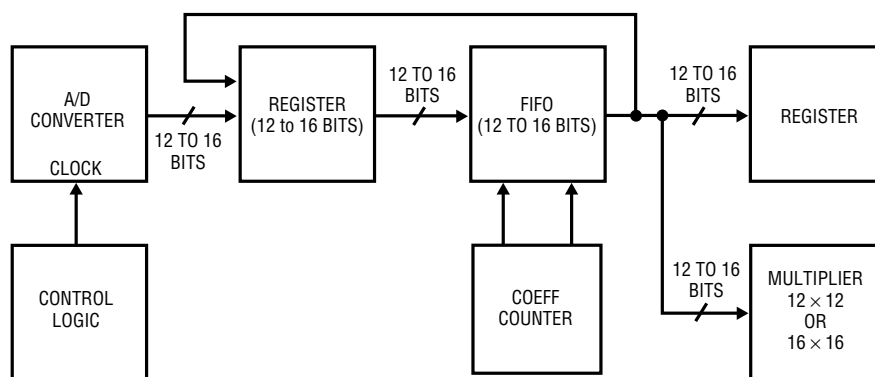 A/D
CONVERTER
CLOCK
12 TO 16
BITS
REGISTER
(12 to 16 BITS)
12 TO 16
BITS
FIFO
(12 TO 16 BITS)
12 TO 16
BITS
REGISTER
CONTROL
LOGIC
COEFF
COUNTER
12 TO 16
BITS
MULTIPLIER
12 × 12
OR
16 × 16